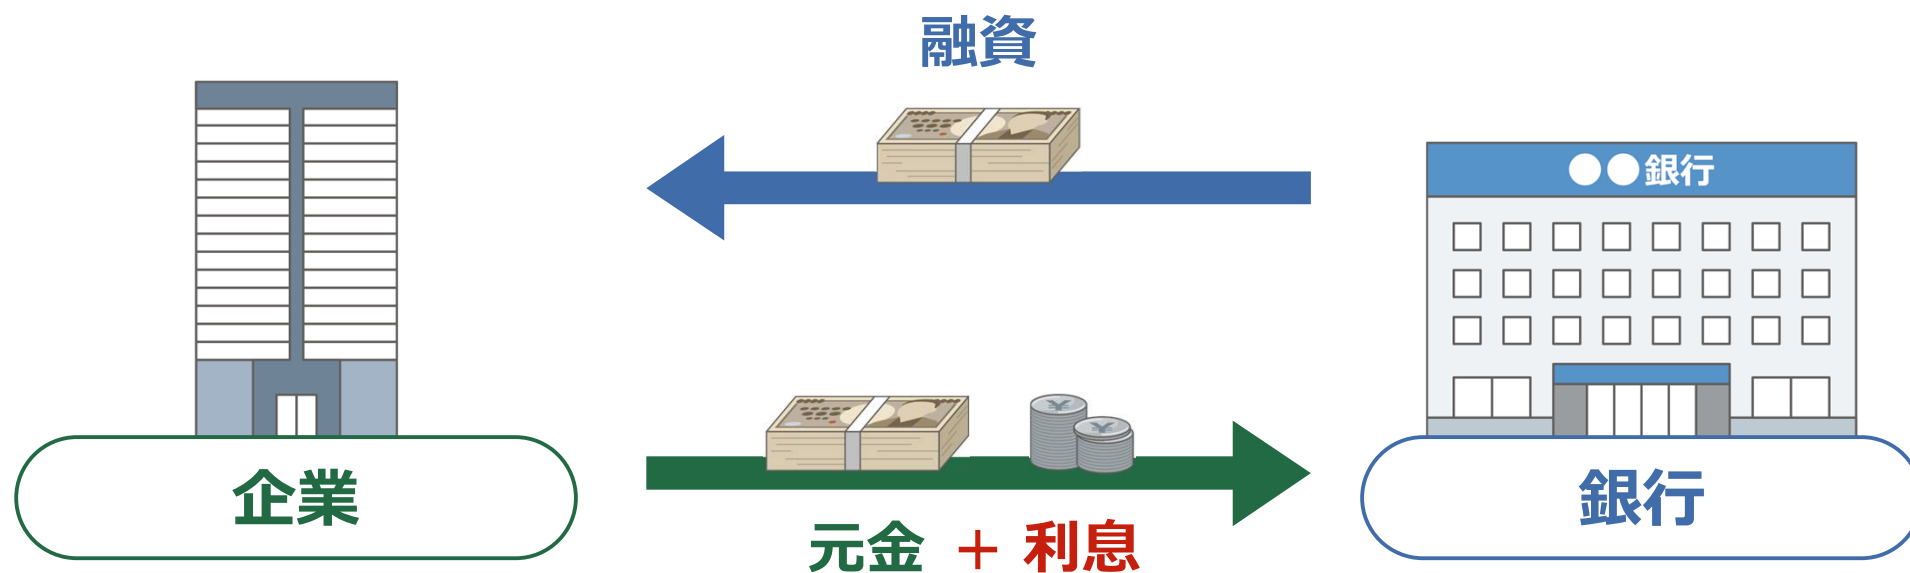 融資
●●銀行
企業
銀行
元金 + 利息